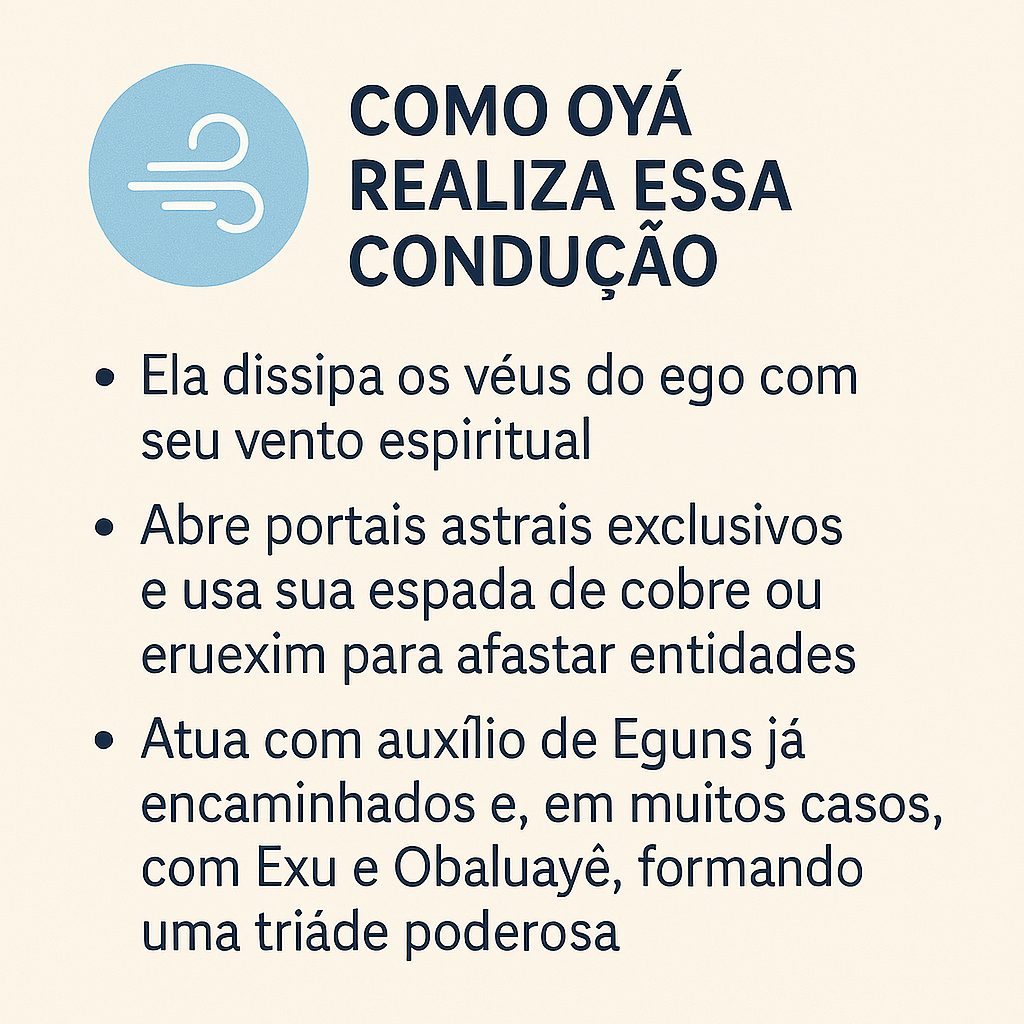 COMO OYÁ
REALIZA ESSA
CONDUÇÃO
• Ela dissipa os véus do ego com
seu vento espiritual
• Abre portais astrais exclusivos
e usa sua espada de cobre ou
eruexim para afastar entidades
• Atua com auxílio de Eguns já
encaminhados e, em muitos casos,
com Exu e Obaluayê, formando
uma triáde poderosa